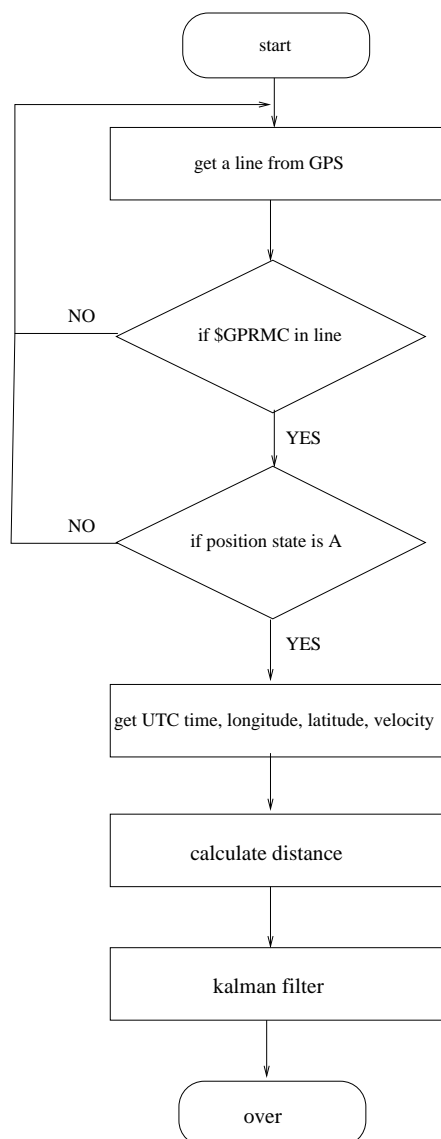 start
get a line from GPS
NO
if $GPRMC in line
YES
NO
if position state is A
YES
get UTC time, longitude, latitude, velocity
calculate distance
kalman filter
over